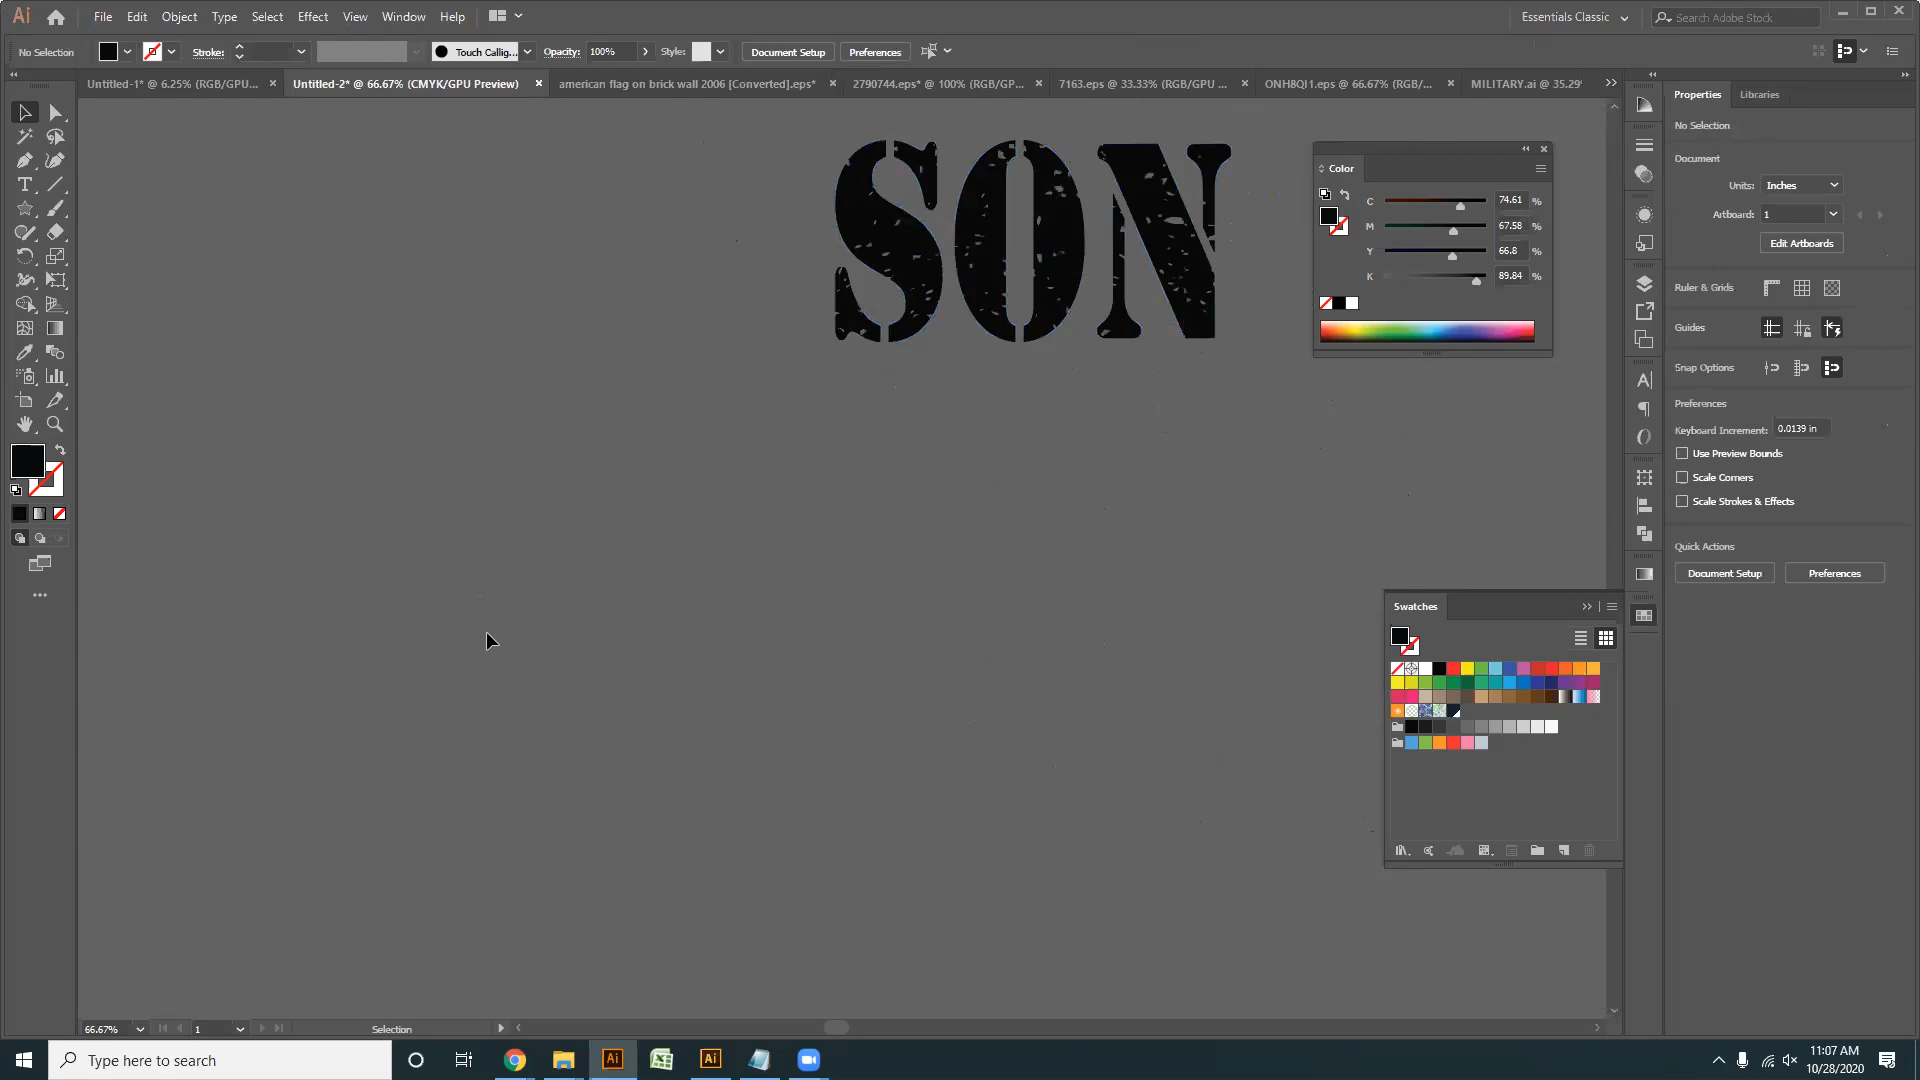 Ai File Edit Object Type Select Effect View Window Help Essentials Classic Search Adobe Stock
No Selection Stroke: Touch Callig... Opacity: 100% Style: Document Setup Preferences
Untitled-1* @ 6.25% (RGB/GPU... × Untitled-2* @ 66.67% (CMYK/GPU Preview) × american flag on brick wall 2006 [Converted].eps* × 2790744.eps* @ 100% (RGB/GP... × 7163.eps @ 33.33% (RGB/GPU ... × ONH8QI1.eps @ 66.67% (RGB/... × MILITARY.ai @ 35.29%
SON
Color
C 74.61 %
M 67.58 %
Y 66.8 %
K 89.84 %
Properties Libraries
No Selection
Document
Units: Inches
Artboard: 1
Edit Artboards
Ruler & Grids
Guides
Snap Options
Preferences
Keyboard Increment: 0.0139 in
Use Preview Bounds
Scale Corners
Scale Strokes & Effects
Quick Actions
Document Setup Preferences
Swatches
66.67% 1 Selection
Type here to search
Ai Ai
11:07 AM
10/28/2020